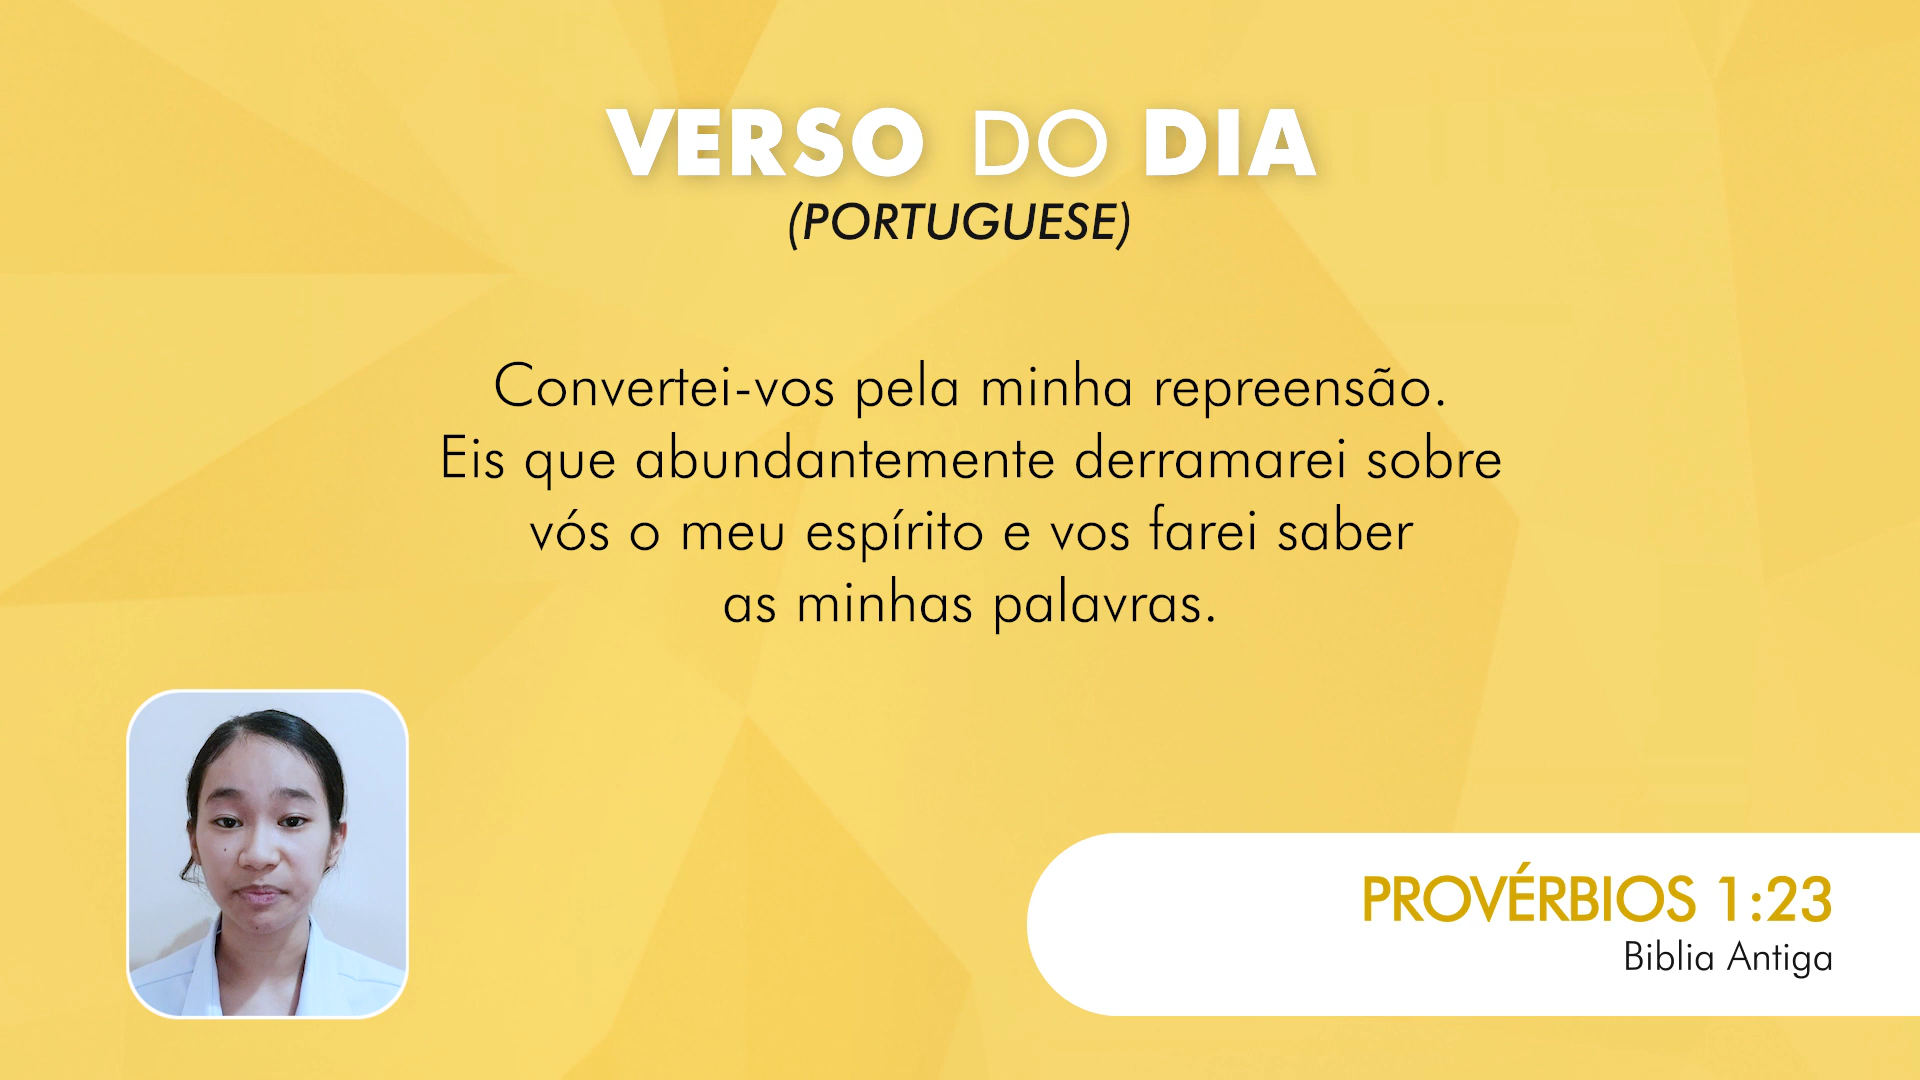 VERSO DO DIA
(PORTUGUESE)
Convertei-vos pela minha repreensão.
Eis que abundantemente derramarei sobre
vós o meu espírito e vos farei saber
as minhas palavras.
PROVÉRBIOS 1:23
Biblia Antiga